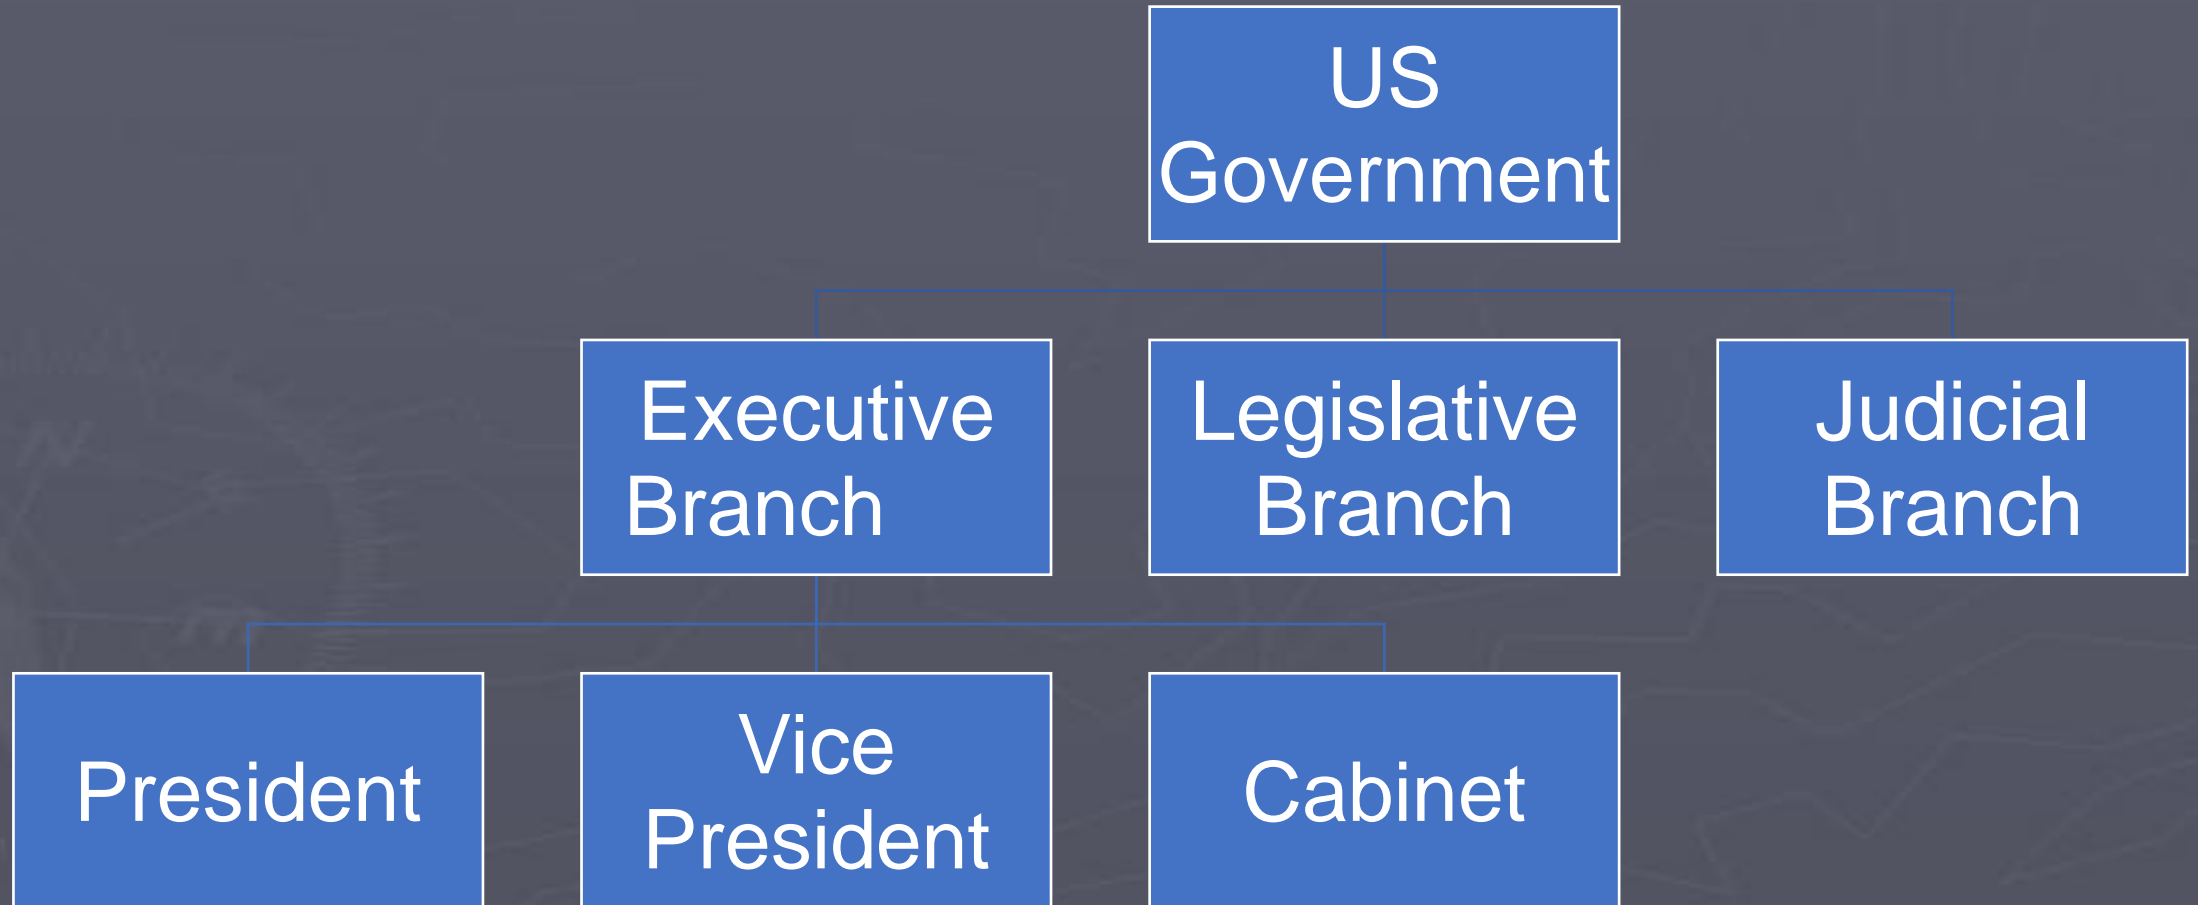 US
Government
Executive
Branch
Legislative
Branch
Judicial
Branch
President
Vice
President
Cabinet